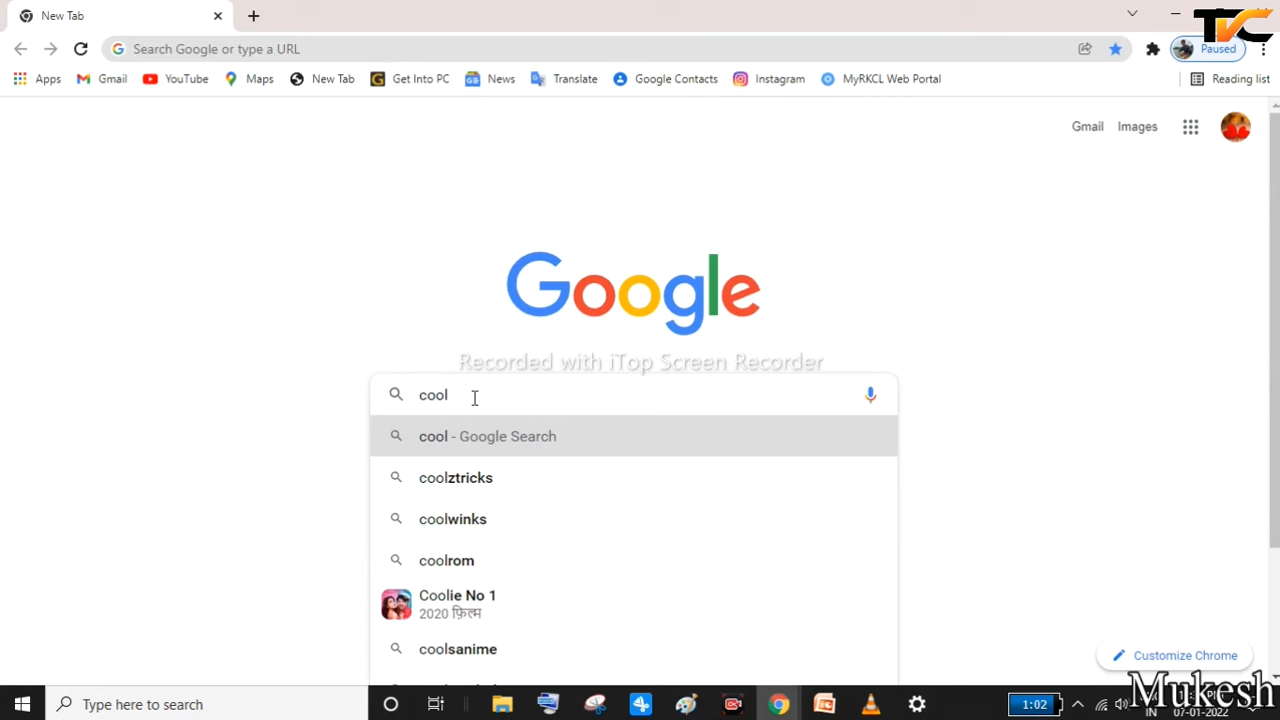 New Tab
TVC
Search Google or type a URL
Paused
Apps Gmail YouTube Maps New Tab Get Into PC News Translate Google Contacts Instagram MyRKCL Web Portal Reading list
Gmail Images
Google
Recorded with iTop Screen Recorder
cool
cool - Google Search
coolztricks
coolwinks
coolrom
Coolie No 1
2020 फ़िल्म
coolsanime
Customize Chrome
Mukesh
Type here to search
1:02
IN
07-01-2022